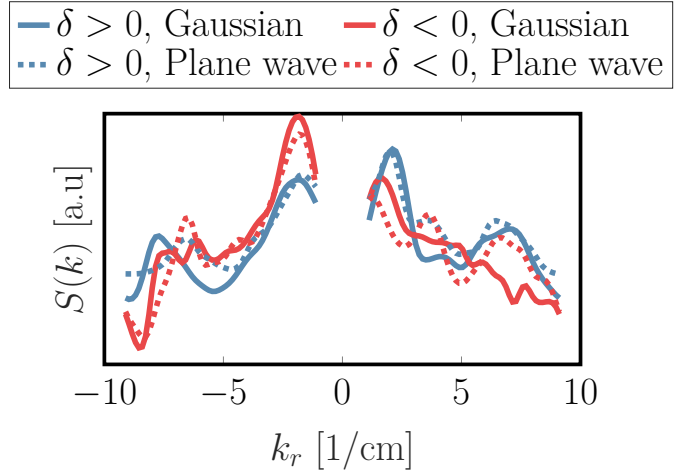 δ > 0, Gaussian δ < 0, Gaussian
δ > 0, Plane wave δ < 0, Plane wave
S(k) [a.u]
−10 −5 0 5 10
k_r [1/cm]